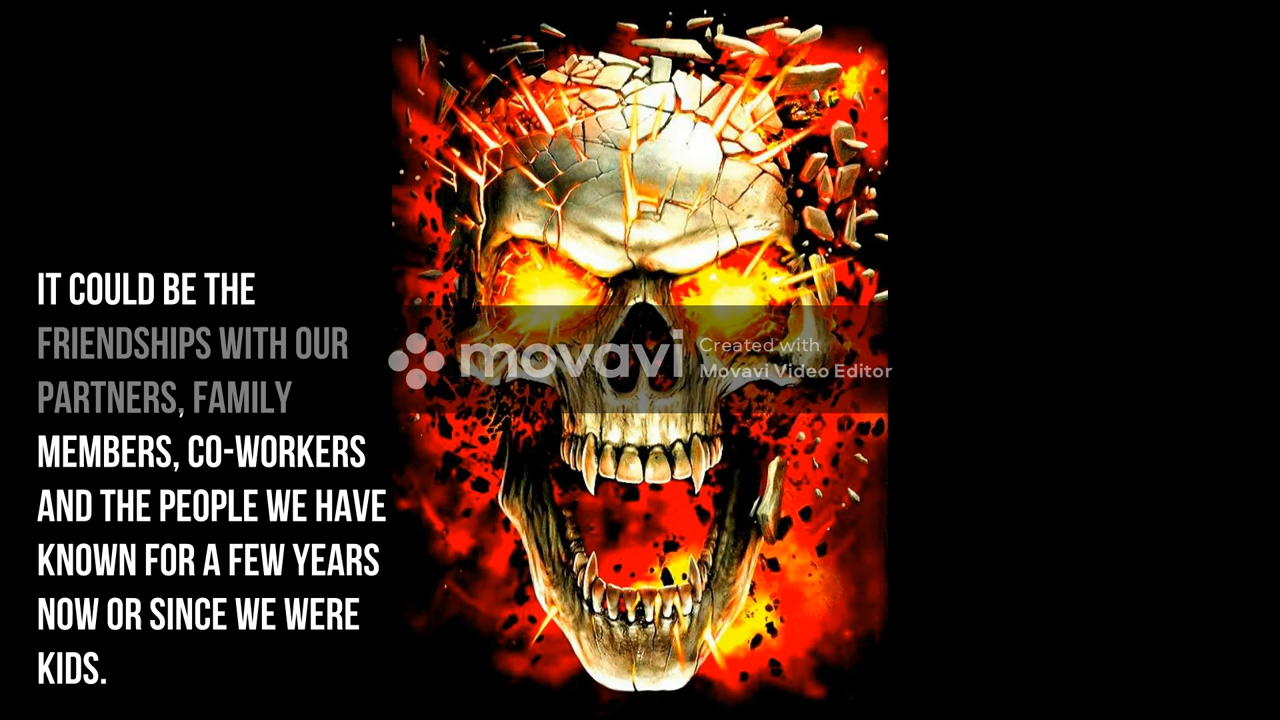 IT COULD BE THE
FRIENDSHIPS WITH OUR
PARTNERS, FAMILY
MEMBERS, CO-WORKERS
AND THE PEOPLE WE HAVE
KNOWN FOR A FEW YEARS
NOW OR SINCE WE WERE
KIDS.
movavi
Created with
Movavi Video Editor